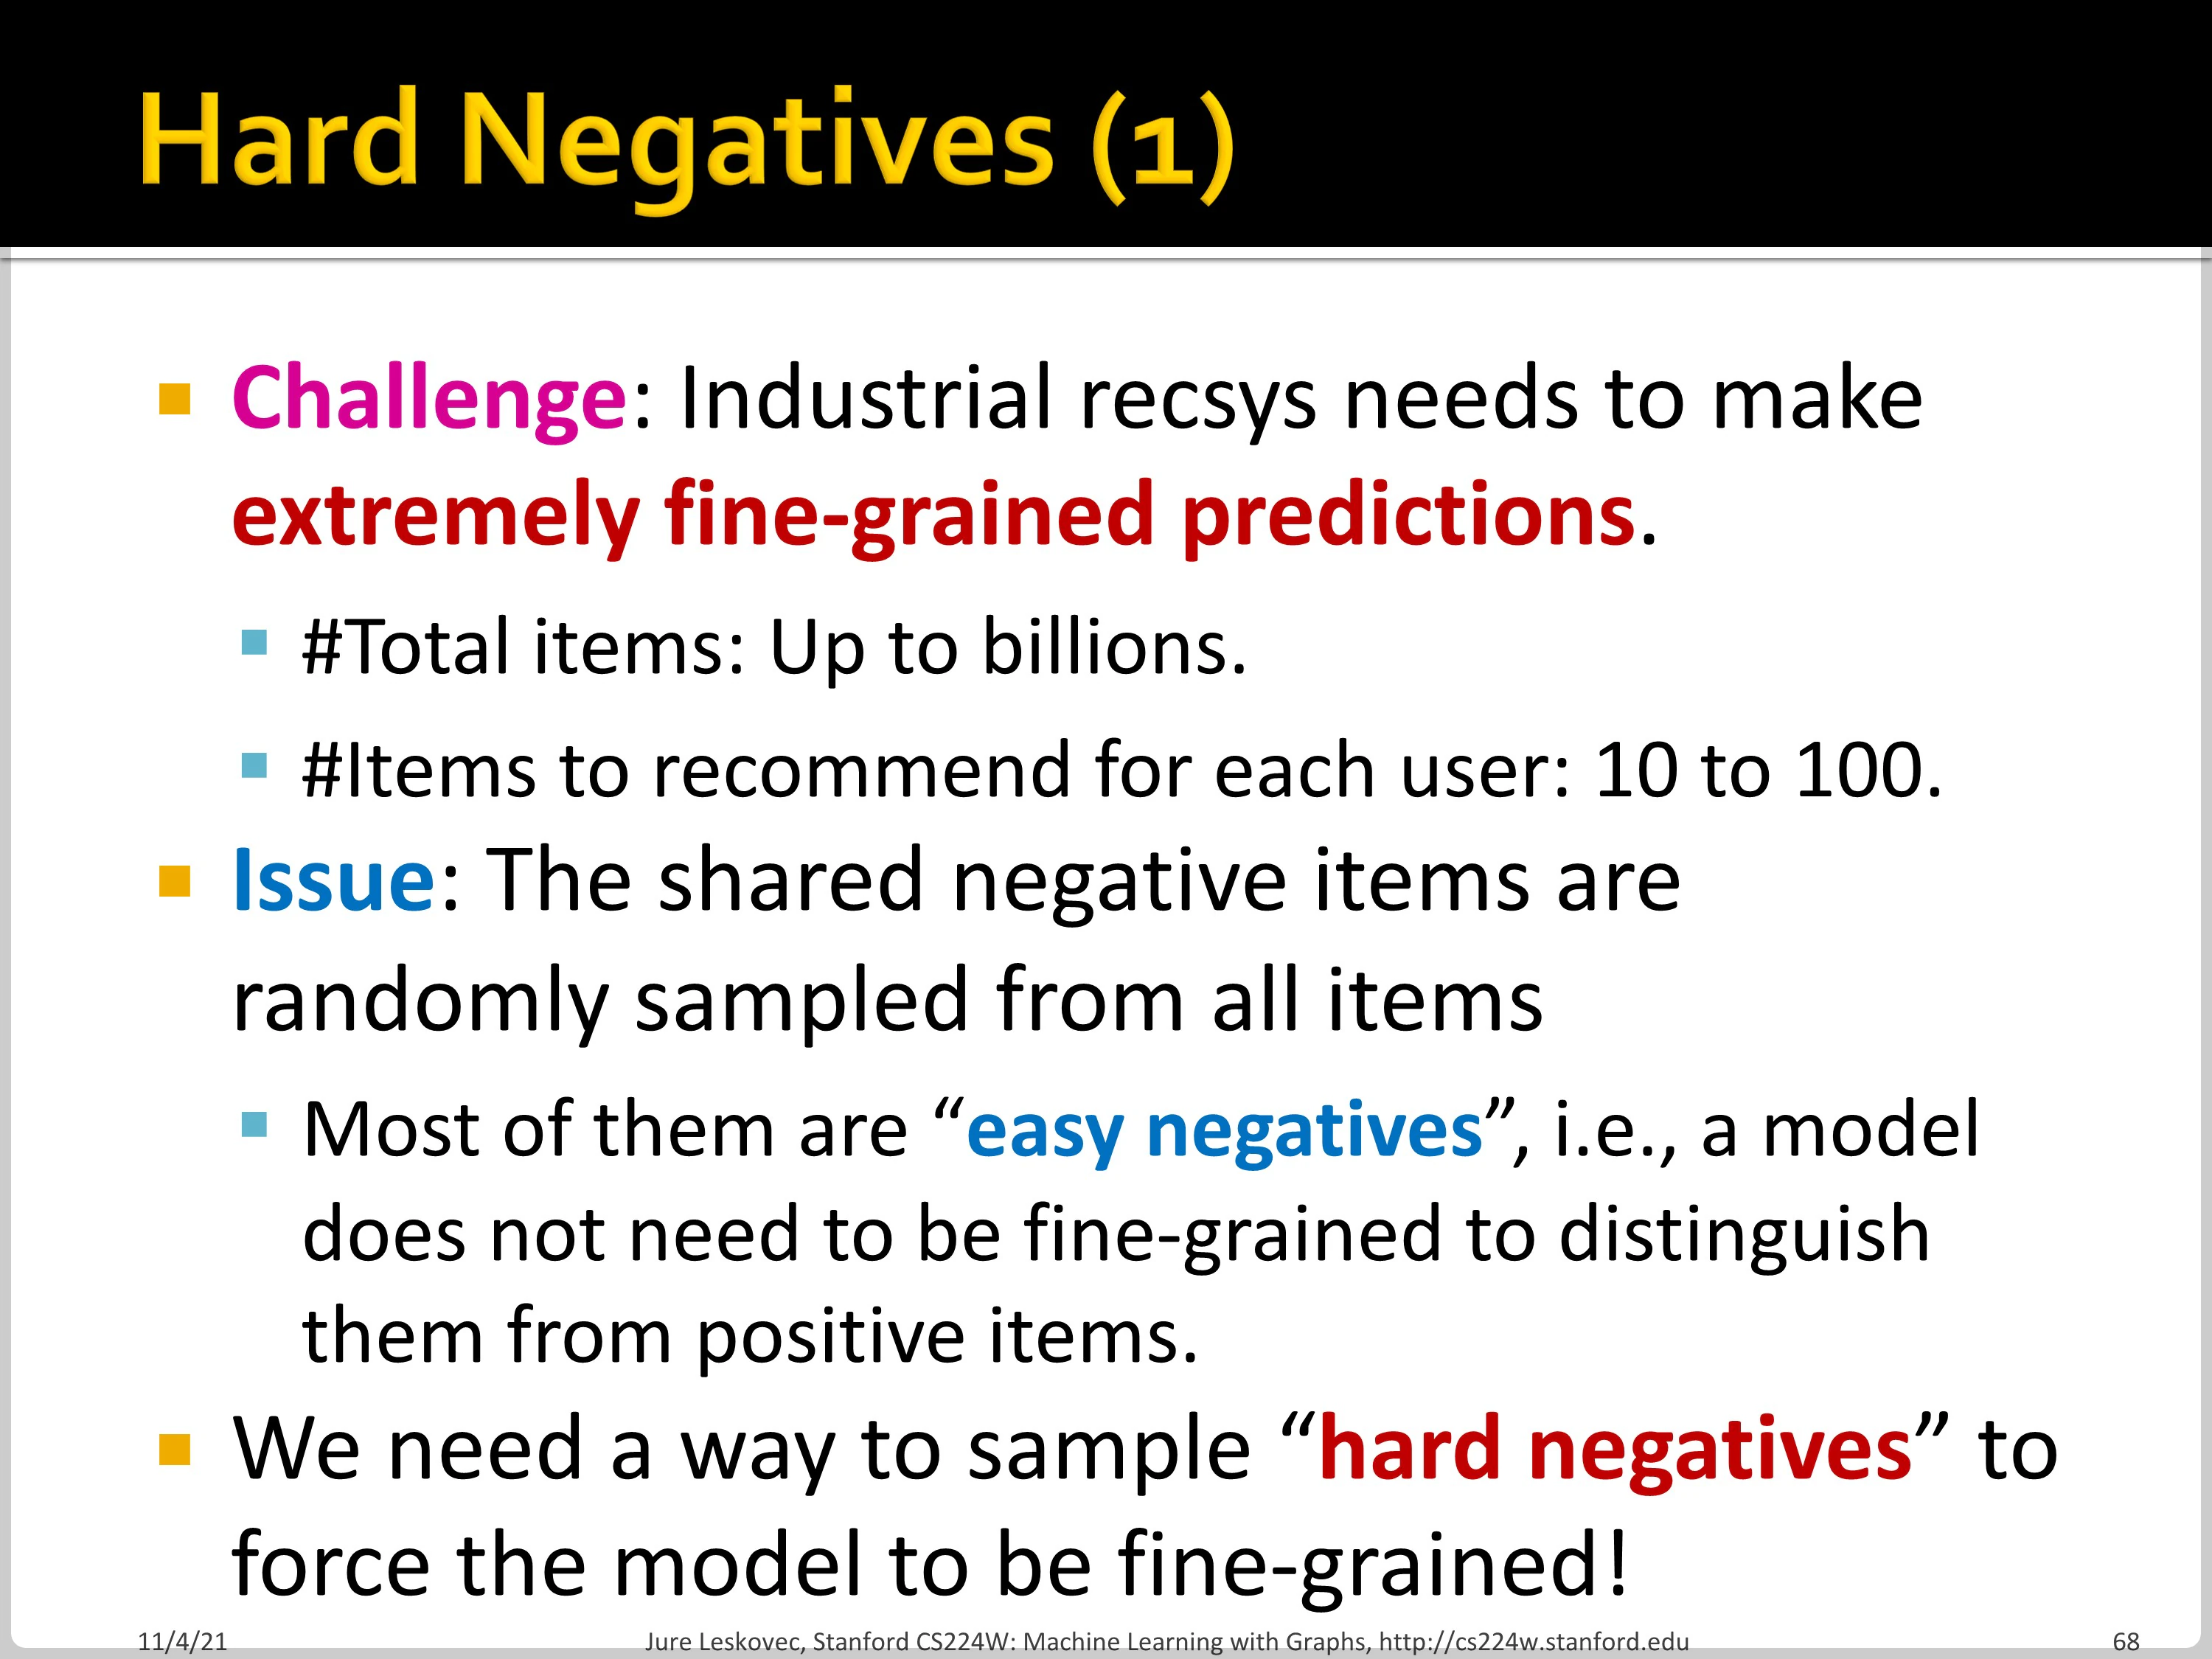 Hard Negatives (1)
Challenge: Industrial recsys needs to make
extremely fine-grained predictions.
#Total items: Up to billions.
#Items to recommend for each user: 10 to 100.
Issue: The shared negative items are
randomly sampled from all items
Most of them are “easy negatives”, i.e., a model
does not need to be fine-grained to distinguish
them from positive items.
We need a way to sample “hard negatives” to
force the model to be fine-grained!
11/4/21
Jure Leskovec, Stanford CS224W: Machine Learning with Graphs, http://cs224w.stanford.edu
68